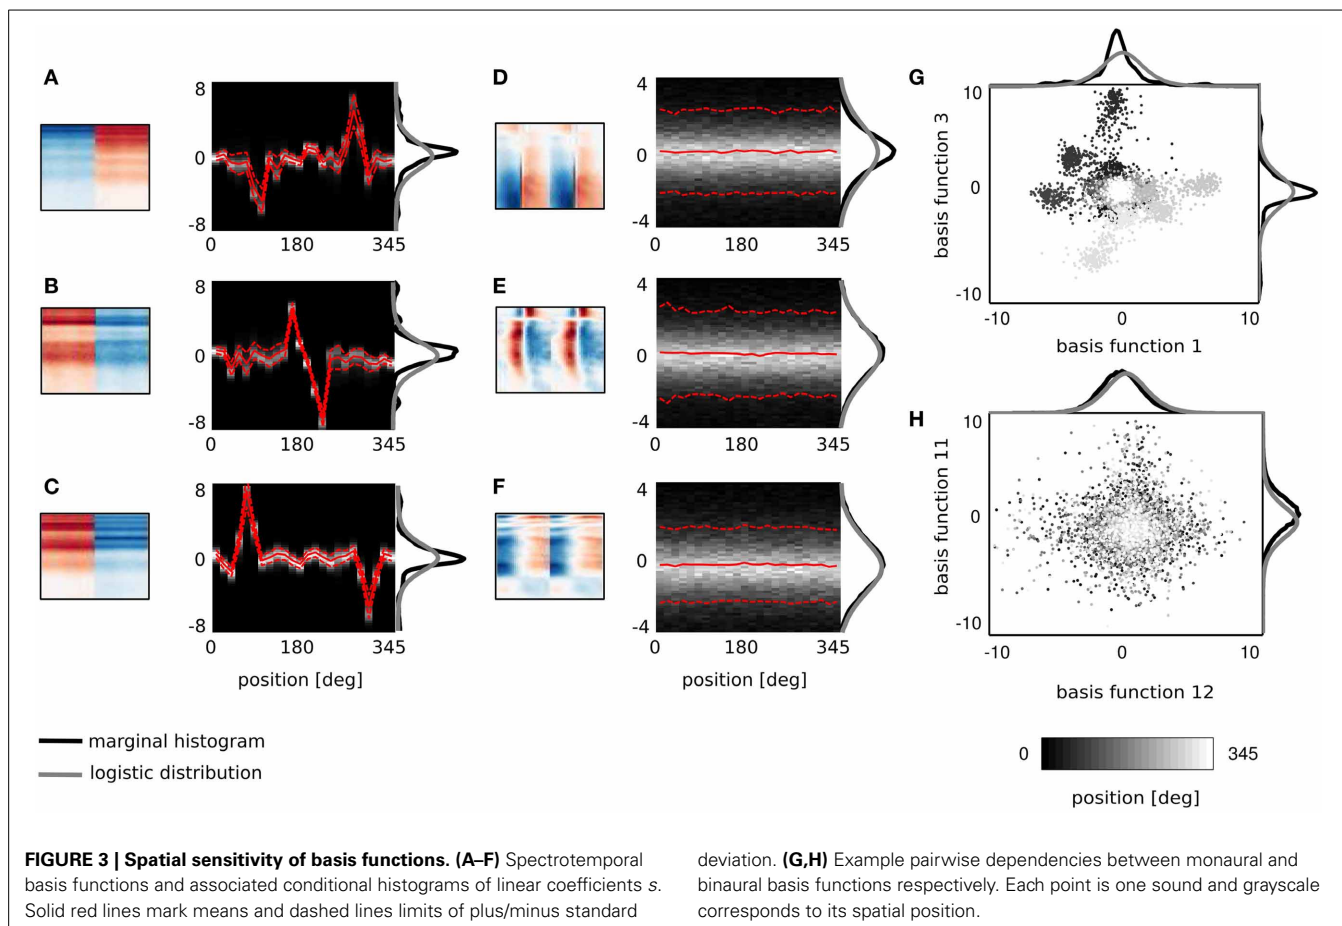 A
8
0
-8
0
180
345
B
8
0
-8
0
180
345
C
8
0
-8
0
180
345
position [deg]
D
4
0
-4
0
180
345
E
4
0
-4
0
180
345
F
4
0
-4
0
180
345
position [deg]
G
10
0
-10
basis function 3
-10
0
10
basis function 1
H
10
0
-10
basis function 11
-10
0
10
basis function 12
marginal histogram
logistic distribution
0
345
position [deg]
FIGURE 3 | Spatial sensitivity of basis functions. (A–F) Spectrotemporal
basis functions and associated conditional histograms of linear coefficients s.
Solid red lines mark means and dashed lines limits of plus/minus standard
deviation. (G,H) Example pairwise dependencies between monaural and
binaural basis functions respectively. Each point is one sound and grayscale
corresponds to its spatial position.